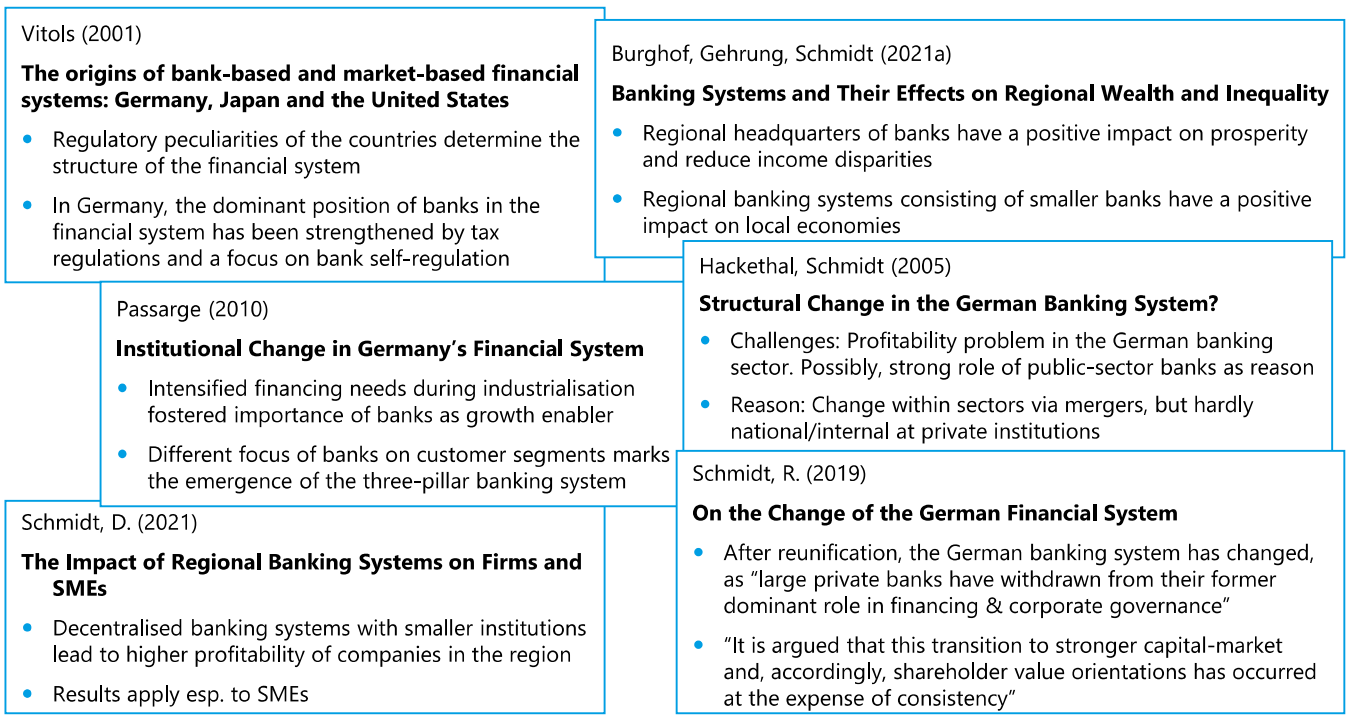 Vitols (2001)
The origins of bank-based and market-based financial
systems: Germany, Japan and the United States
• Regulatory peculiarities of the countries determine the
structure of the financial system
• In Germany, the dominant position of banks in the
financial system has been strengthened by tax
regulations and a focus on bank self-regulation
Burghof, Gehrung, Schmidt (2021a)
Banking Systems and Their Effects on Regional Wealth and Inequality
• Regional headquarters of banks have a positive impact on prosperity
and reduce income disparities
• Regional banking systems consisting of smaller banks have a positive
impact on local economies
Passarge (2010)
Institutional Change in Germany’s Financial System
• Intensified financing needs during industrialisation
fostered importance of banks as growth enabler
• Different focus of banks on customer segments marks
the emergence of the three-pillar banking system
Hackethal, Schmidt (2005)
Structural Change in the German Banking System?
• Challenges: Profitability problem in the German banking
sector. Possibly, strong role of public-sector banks as reason
• Reason: Change within sectors via mergers, but hardly
national/internal at private institutions
Schmidt, D. (2021)
The Impact of Regional Banking Systems on Firms and
SMEs
• Decentralised banking systems with smaller institutions
lead to higher profitability of companies in the region
• Results apply esp. to SMEs
Schmidt, R. (2019)
On the Change of the German Financial System
• After reunification, the German banking system has changed,
as “large private banks have withdrawn from their former
dominant role in financing & corporate governance”
• “It is argued that this transition to stronger capital-market
and, accordingly, shareholder value orientations has occurred
at the expense of consistency”